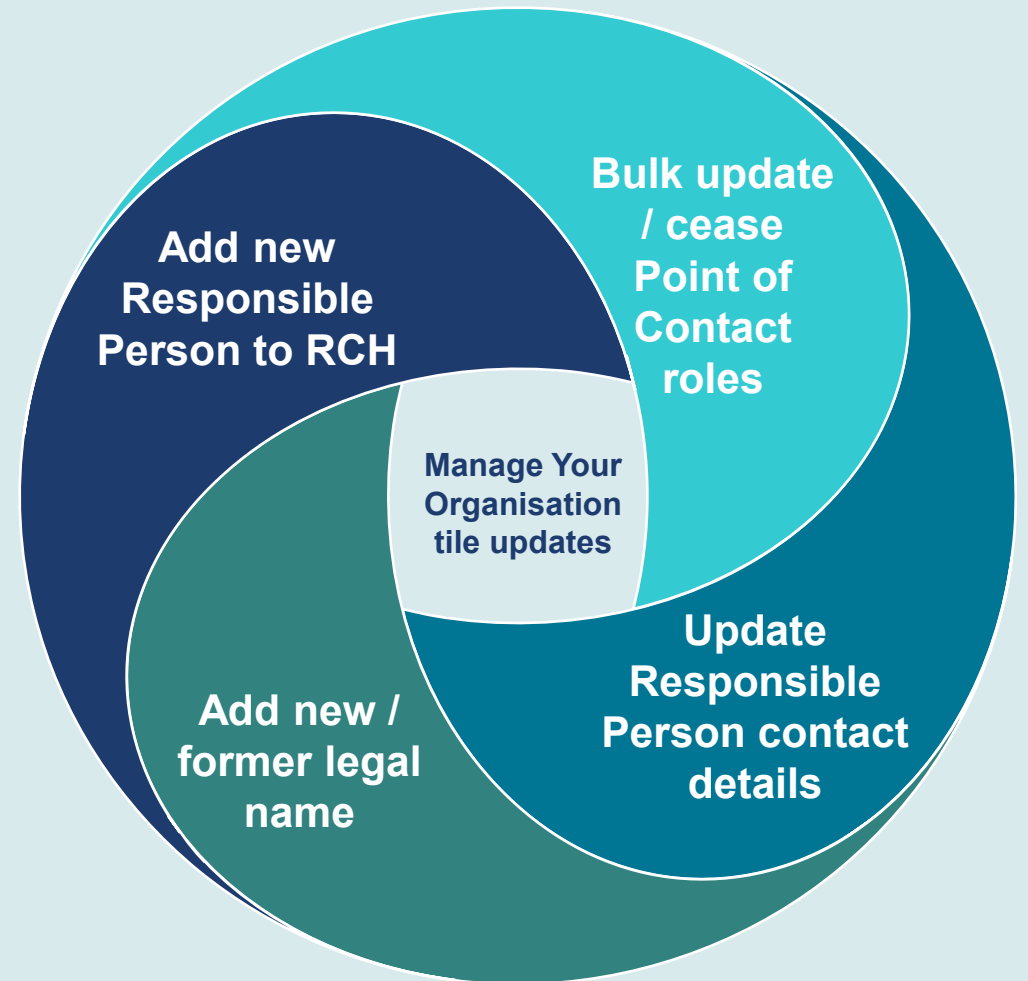 Bulk update
/ cease
Point of
Contact
roles
Add new
Responsible
Person to RCH
Manage Your
Organisation
tile updates
Update
Responsible
Person contact
details
Add new /
former legal
name